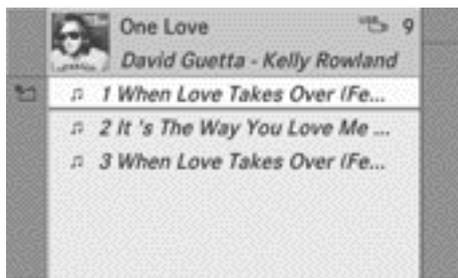 One Love 9
David Guetta - Kelly Rowland
1 When Love Takes Over (Fe...
2 It 's The Way You Love Me ...
3 When Love Takes Over (Fe...